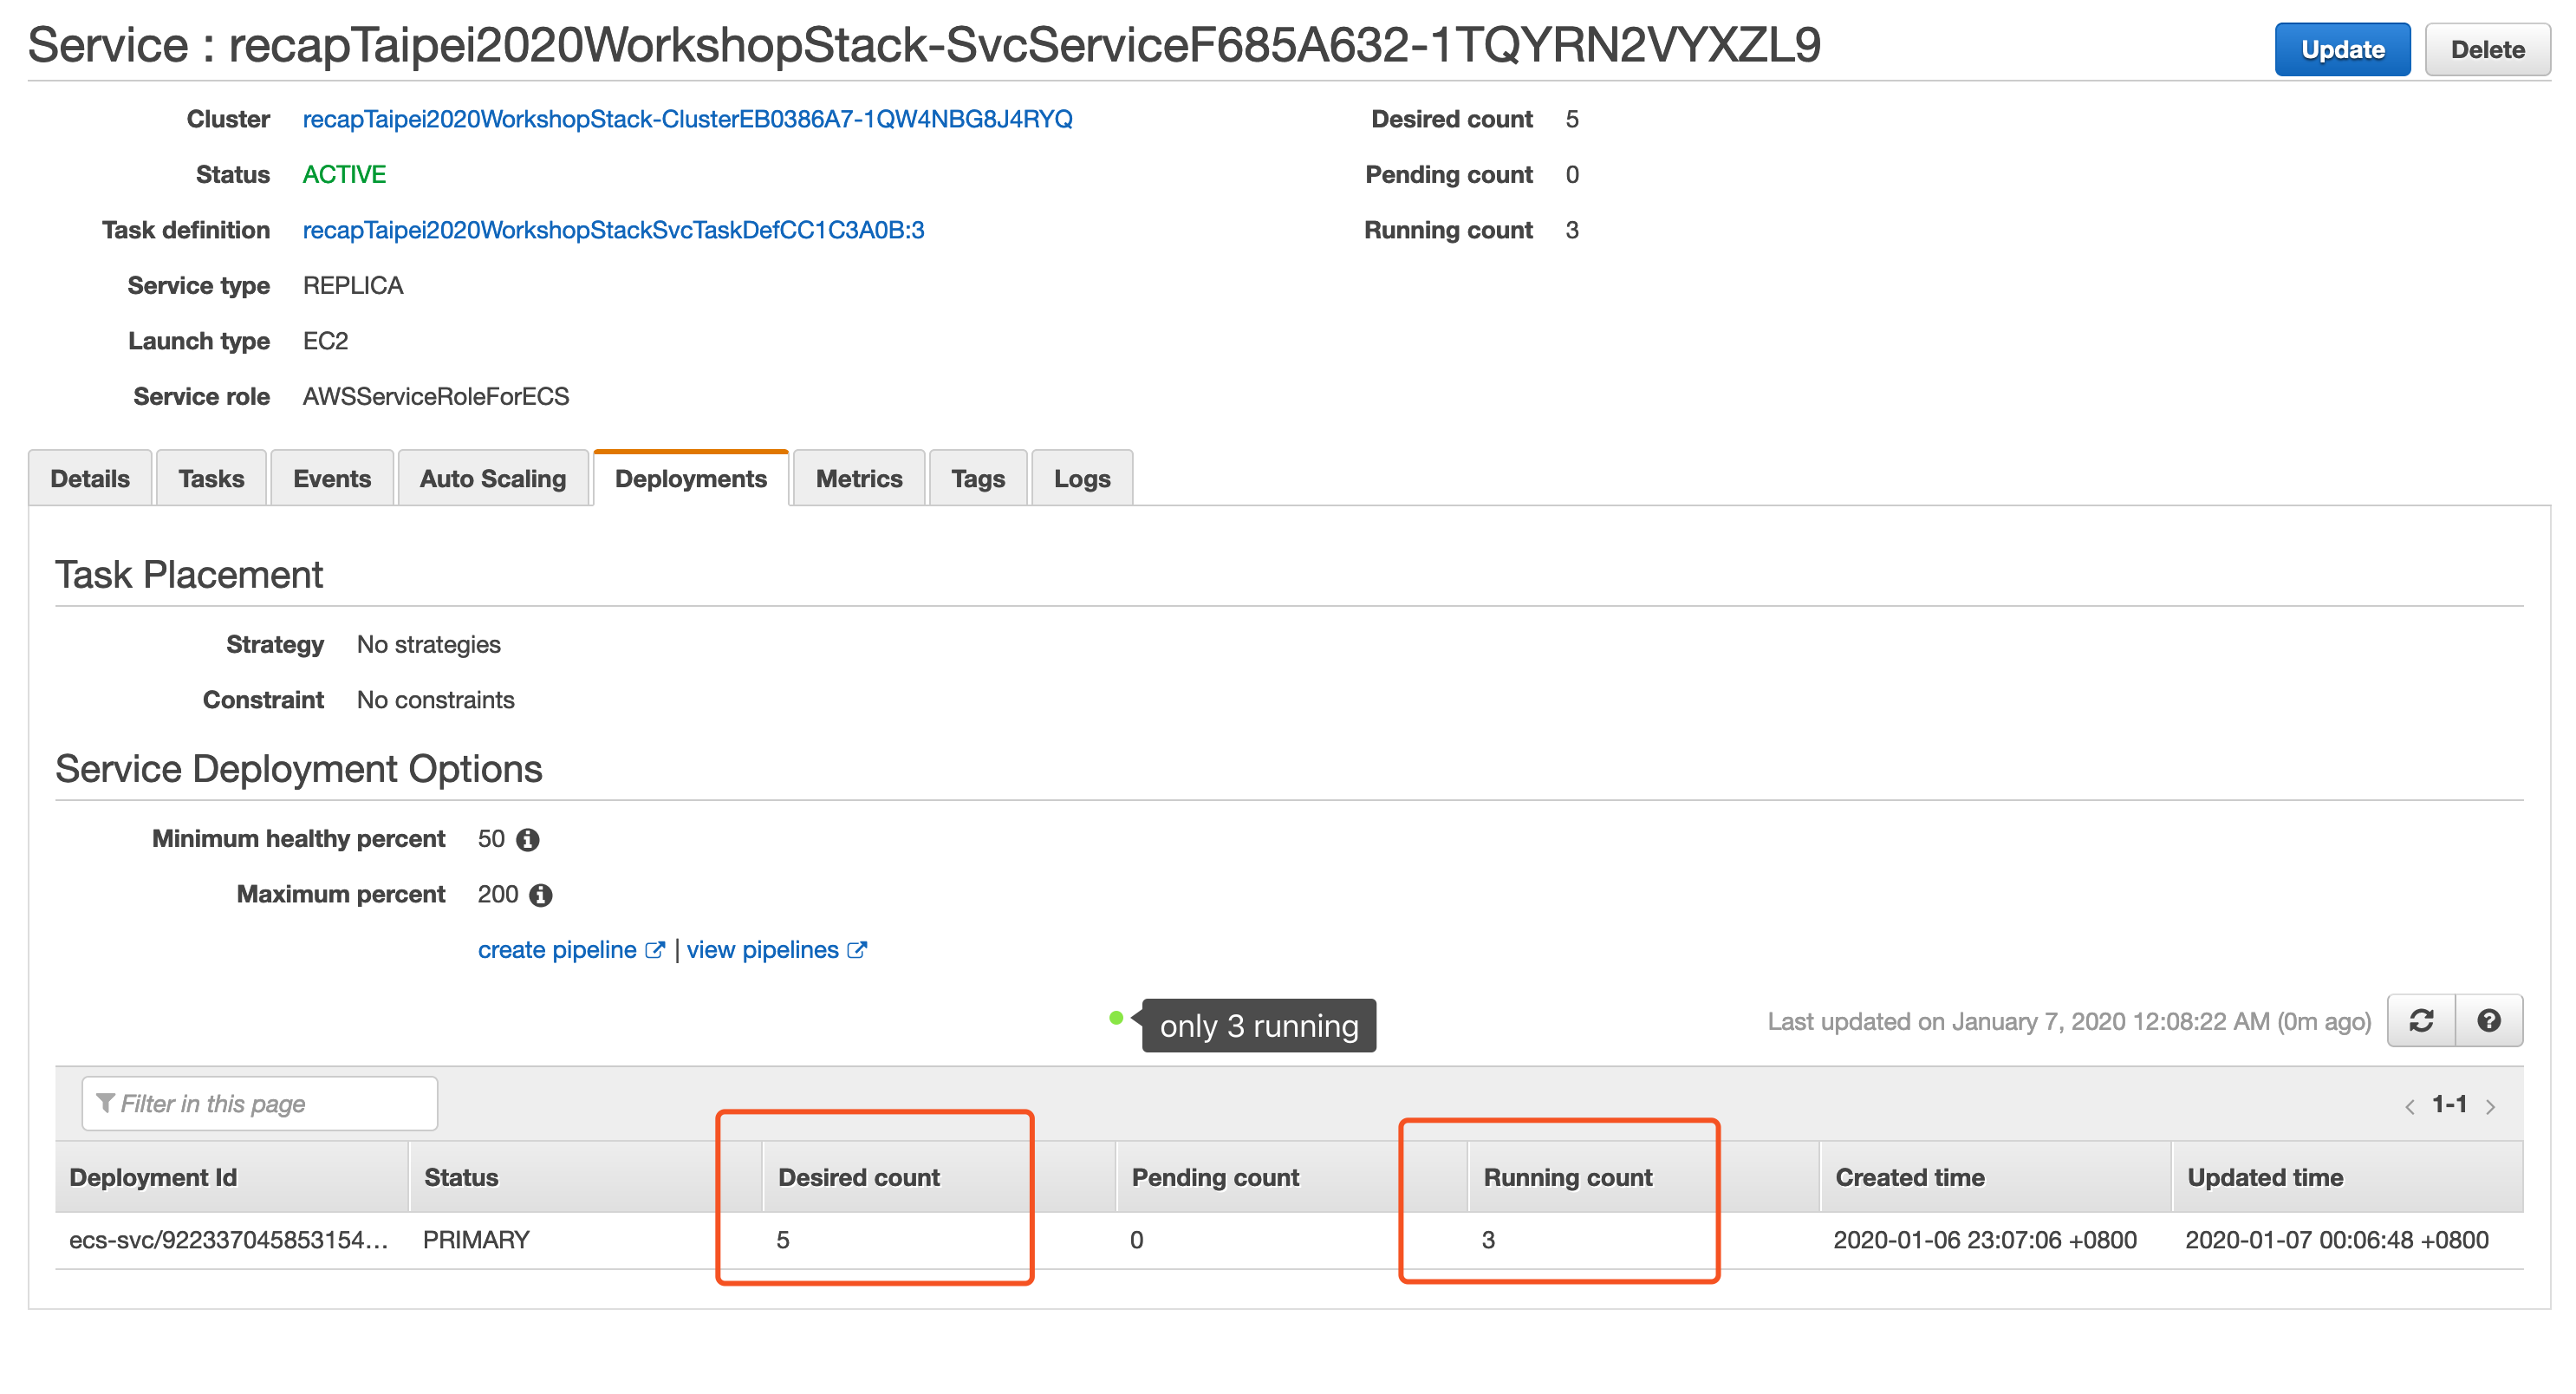 Service : recapTaipei2020WorkshopStack-SvcServiceF685A632-1TQYRN2VYXZL9
Update
Delete
Cluster recapTaipei2020WorkshopStack-ClusterEB0386A7-1QW4NBG8J4RYQ
Desired count 5
Status ACTIVE
Pending count 0
Task definition recapTaipei2020WorkshopStackSvcTaskDefCC1C3A0B:3
Running count 3
Service type REPLICA
Launch type EC2
Service role AWSServiceRoleForECS
Details Tasks Events Auto Scaling Deployments Metrics Tags Logs
Task Placement
Strategy No strategies
Constraint No constraints
Service Deployment Options
Minimum healthy percent 50
Maximum percent 200
create pipeline | view pipelines
only 3 running
Last updated on January 7, 2020 12:08:22 AM (0m ago)
Filter in this page
1-1
Deployment Id Status Desired count Pending count Running count Created time Updated time
ecs-svc/922337045853154... PRIMARY 5 0 3 2020-01-06 23:07:06 +0800 2020-01-07 00:06:48 +0800